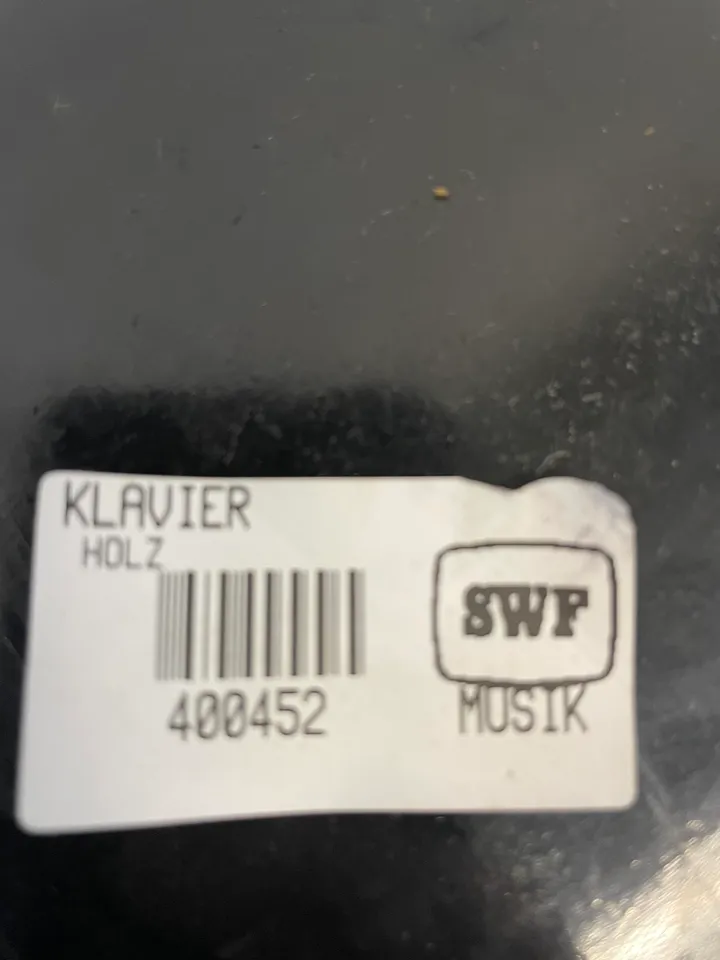 KLAVIER
HOLZ
400452
SWF
MUSIK